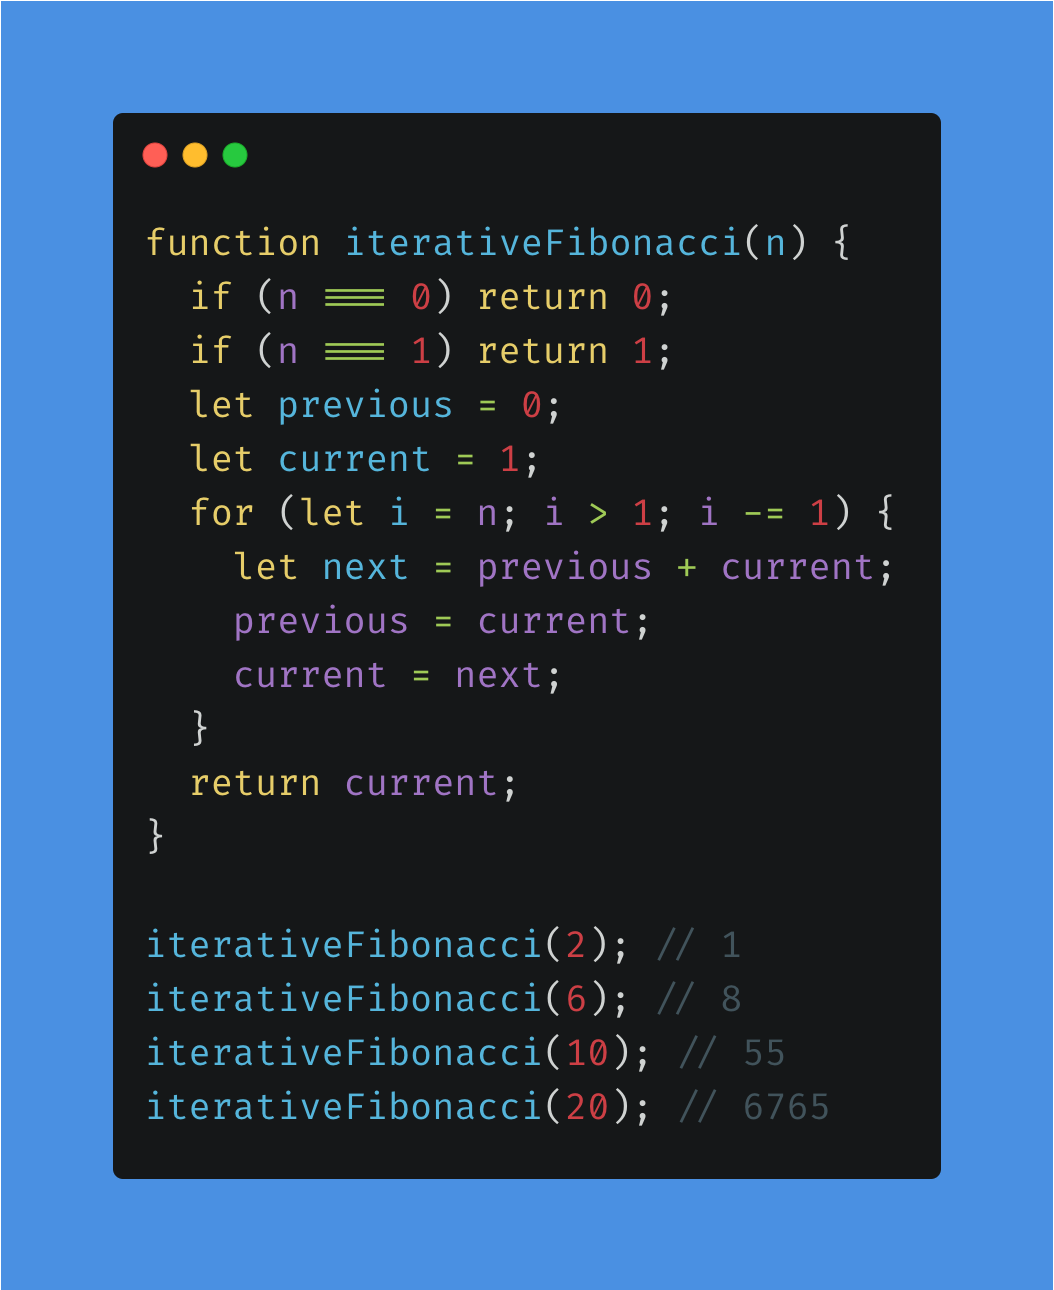 function iterativeFibonacci(n) {
  if (n === 0) return 0;
  if (n === 1) return 1;
  let previous = 0;
  let current = 1;
  for (let i = n; i > 1; i -= 1) {
    let next = previous + current;
    previous = current;
    current = next;
  }
  return current;
}

iterativeFibonacci(2); // 1
iterativeFibonacci(6); // 8
iterativeFibonacci(10); // 55
iterativeFibonacci(20); // 6765